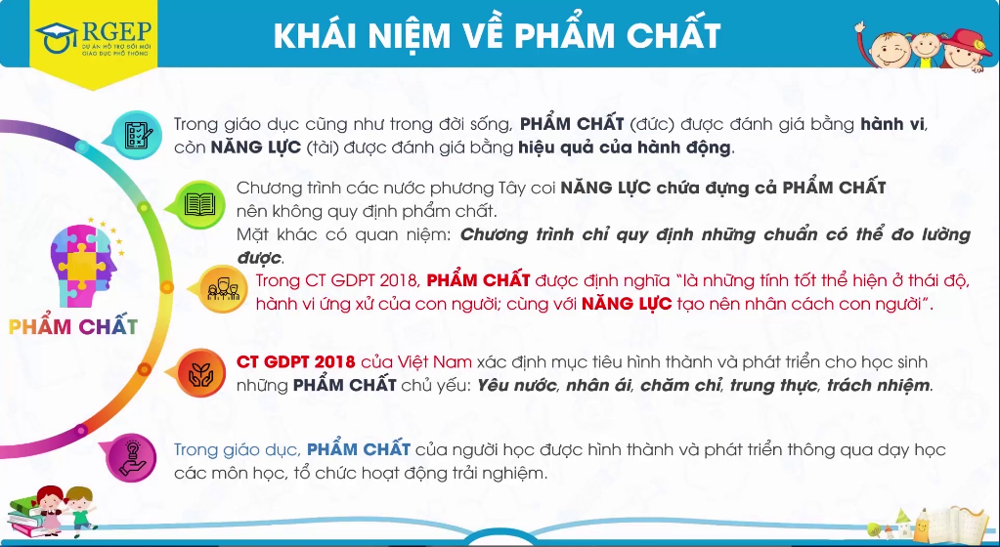 RGEP
DỰ ÁN HỖ TRỢ ĐỔI MỚI
GIÁO DỤC PHỔ THÔNG
KHÁI NIỆM VỀ PHẨM CHẤT
Trong giáo dục cũng như trong đời sống, PHẨM CHẤT (đức) được đánh giá bằng hành vi,
còn NĂNG LỰC (tài) được đánh giá bằng hiệu quả của hành động.
Chương trình các nước phương Tây coi NĂNG LỰC chứa đựng cả PHẨM CHẤT
nên không quy định phẩm chất.
Mặt khác có quan niệm: Chương trình chỉ quy định những chuẩn có thể đo lường
được.
Trong CT GDPT 2018, PHẨM CHẤT được định nghĩa “là những tính tốt thể hiện ở thái độ,
hành vi ứng xử của con người; cùng với NĂNG LỰC tạo nên nhân cách con người”.
PHẨM CHẤT
CT GDPT 2018 của Việt Nam xác định mục tiêu hình thành và phát triển cho học sinh
những PHẨM CHẤT chủ yếu: Yêu nước, nhân ái, chăm chỉ, trung thực, trách nhiệm.
Trong giáo dục, PHẨM CHẤT của người học được hình thành và phát triển thông qua dạy học
các môn học, tổ chức hoạt động trải nghiệm.